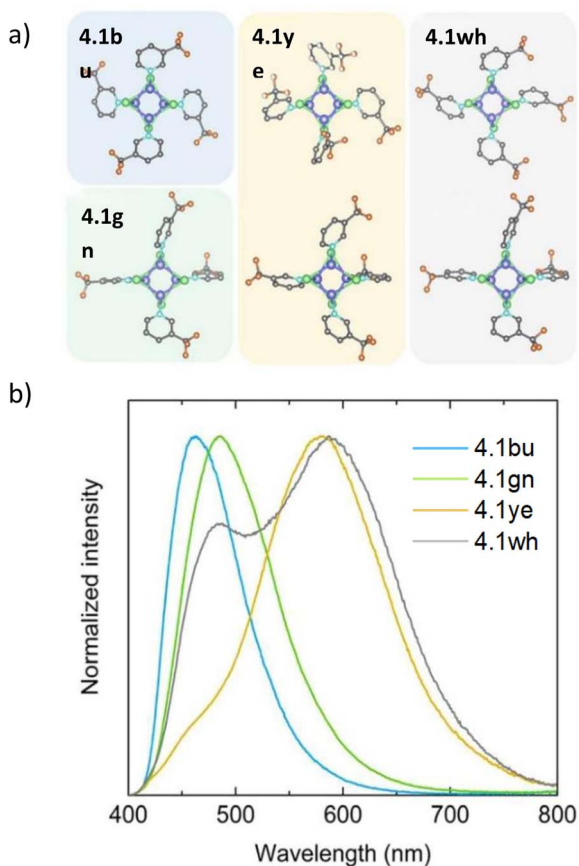 a)
4.1b
u
4.1y
e
4.1wh
4.1g
n
b)
Normalized intensity
4.1bu
4.1gn
4.1ye
4.1wh
400 500 600 700 800
Wavelength (nm)